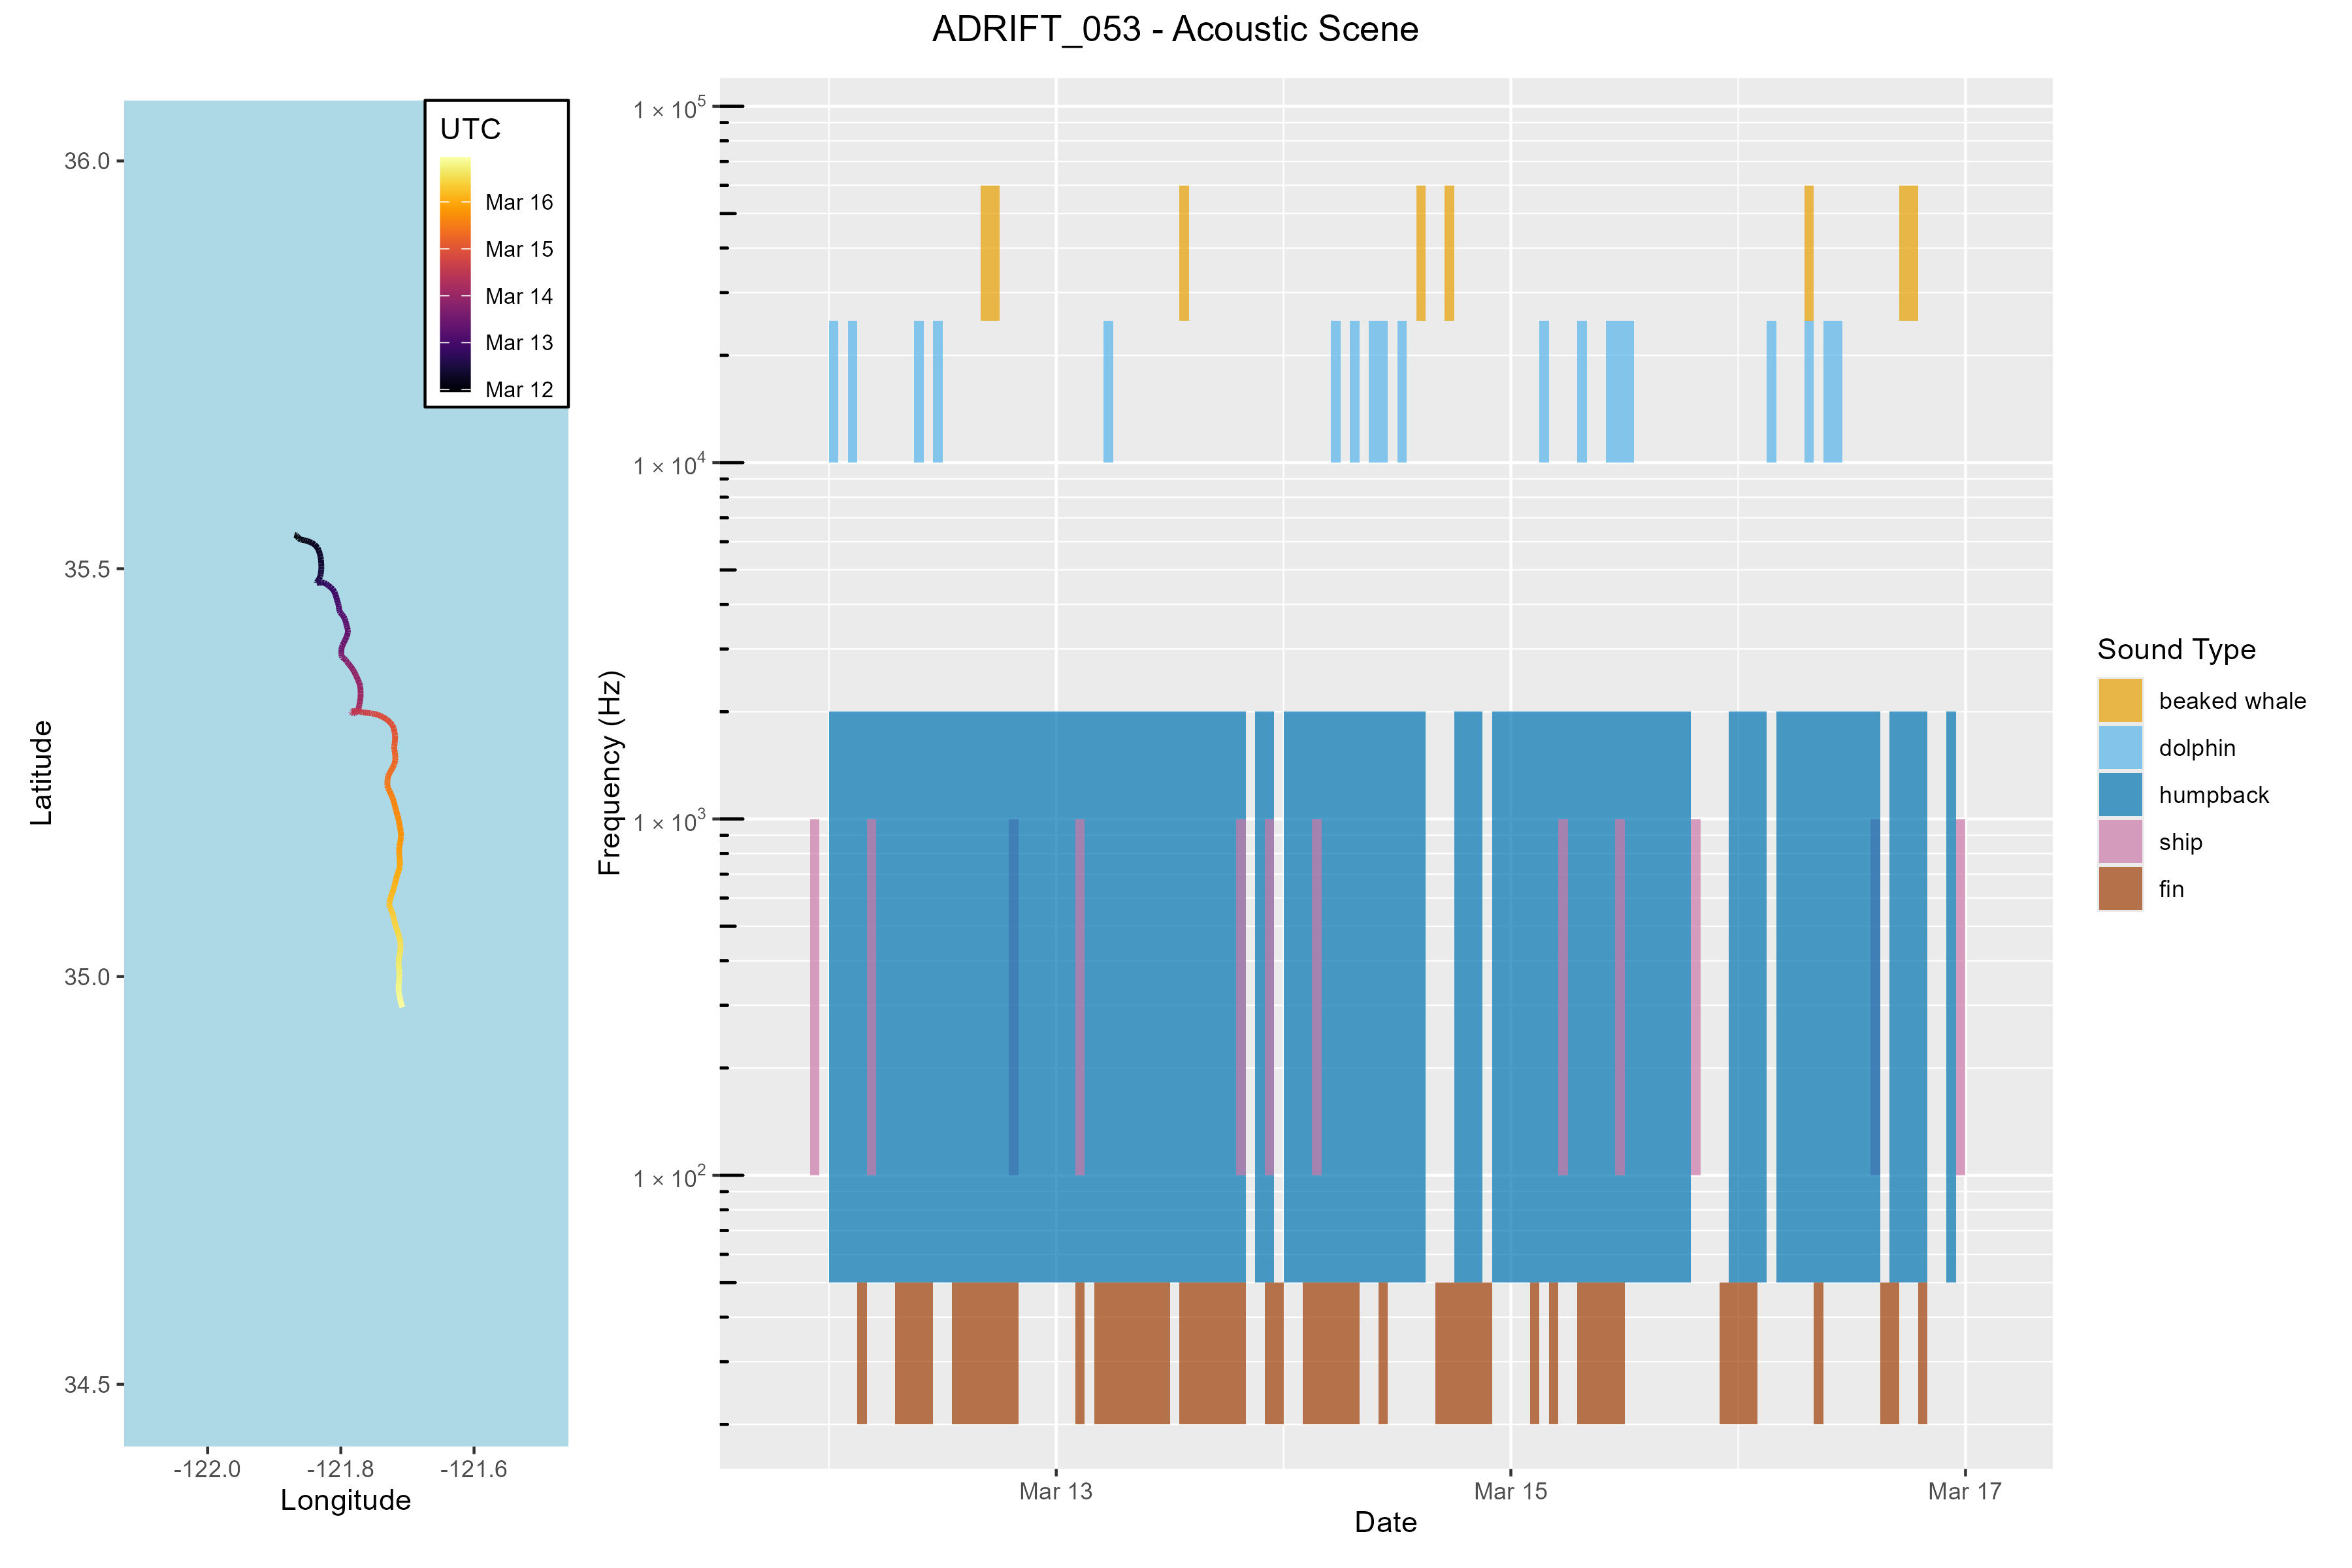 ADRIFT_053 - Acoustic Scene
UTC
Mar 16
Mar 15
Mar 14
Mar 13
Mar 12
36.0
35.5
35.0
34.5
Latitude
-122.0
-121.8
-121.6
Longitude
1 × 10⁵
1 × 10⁴
1 × 10³
1 × 10²
Frequency (Hz)
Mar 13
Mar 15
Mar 17
Date
Sound Type
beaked whale
dolphin
humpback
ship
fin